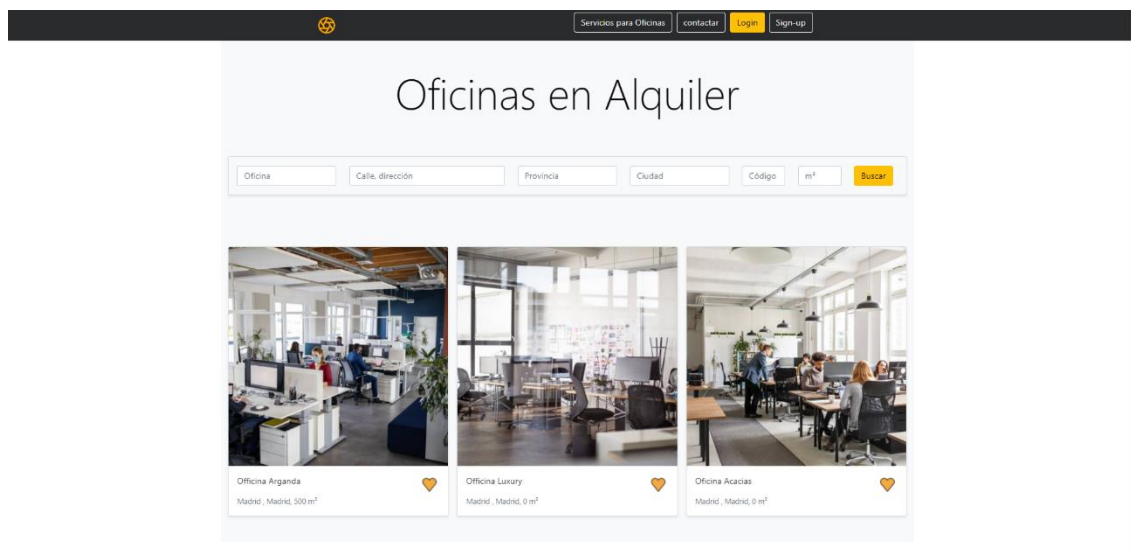 Servicios para Oficinas contactar Login Sign-up
Oficinas en Alquiler
Oficina Calle, dirección Provincia Ciudad Código m² Buscar
Officina Arganda
Madrid , Madrid, 500 m²
Officina Luxury
Madrid , Madrid, 0 m²
Oficina Acacias
Madrid , Madrid, 0 m²